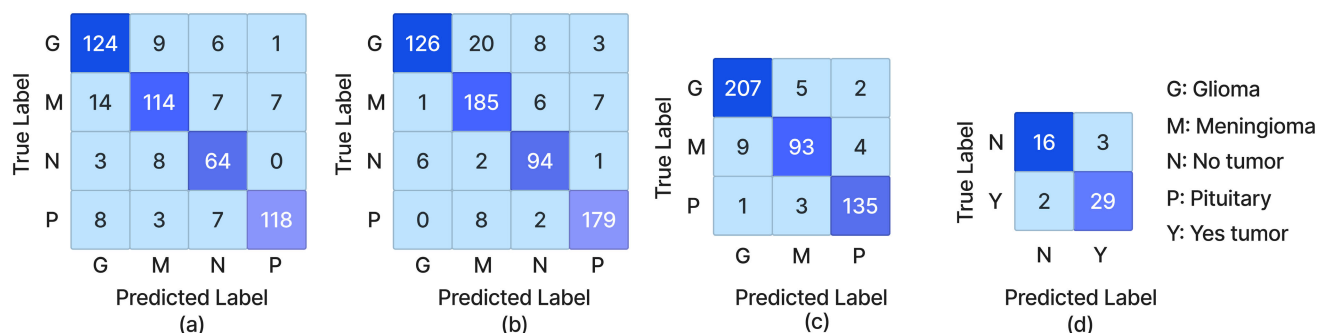 True Label
G 124 9 6 1
M 14 114 7 7
N 3 8 64 0
P 8 3 7 118
G M N P
Predicted Label
(a)
True Label
G 126 20 8 3
M 1 185 6 7
N 6 2 94 1
P 0 8 2 179
G M N P
Predicted Label
(b)
True Label
G 207 5 2
M 9 93 4
P 1 3 135
G M P
Predicted Label
(c)
True Label
N 16 3
Y 2 29
N Y
Predicted Label
(d)
G: Glioma
M: Meningioma
N: No tumor
P: Pituitary
Y: Yes tumor